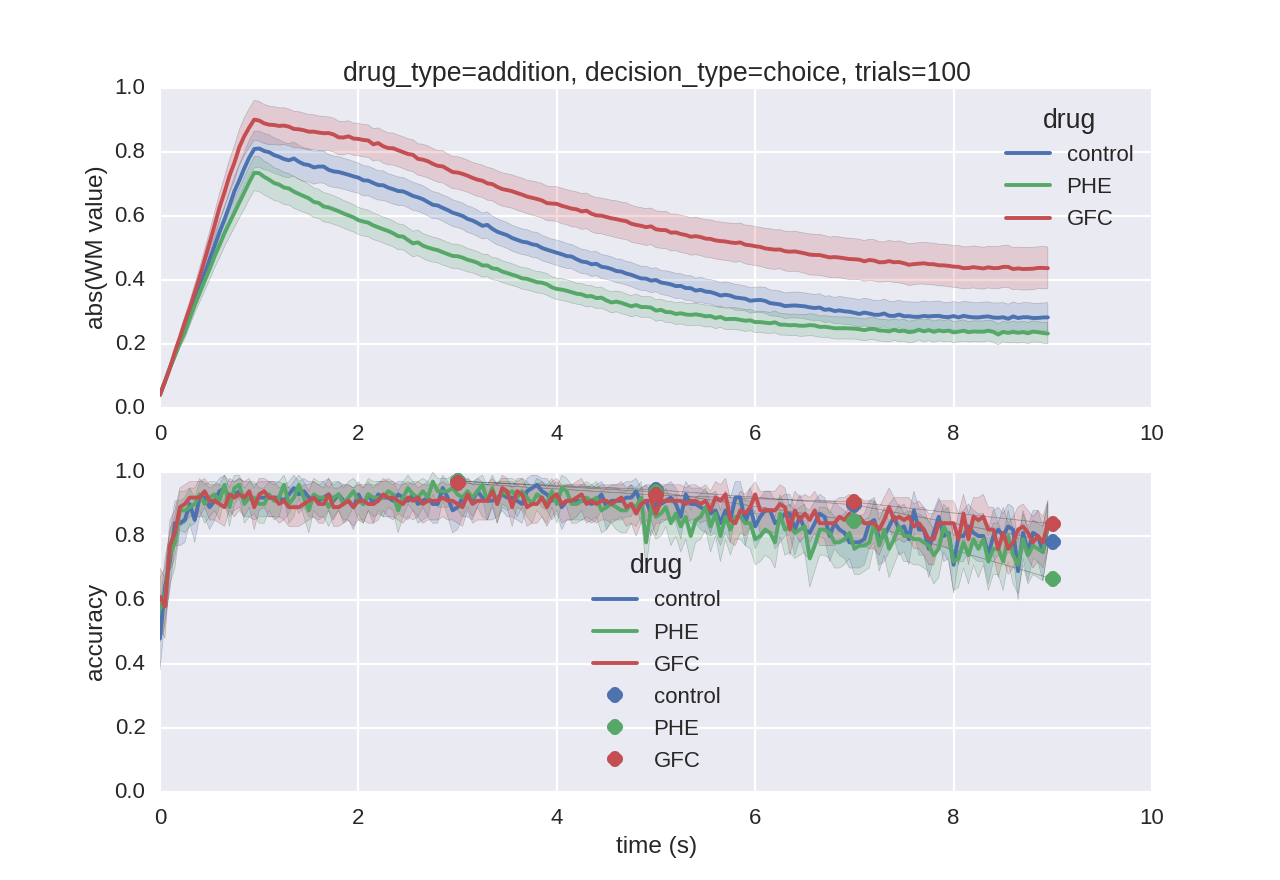 drug_type=addition, decision_type=choice, trials=100
abs(WM value)
1.0
0.8
0.6
0.4
0.2
0.0
0 2 4 6 8 10
drug
control
PHE
GFC
accuracy
1.0
0.8
0.6
0.4
0.2
0.0
drug
control
PHE
GFC
control
PHE
GFC
0 2 4 6 8 10
time (s)